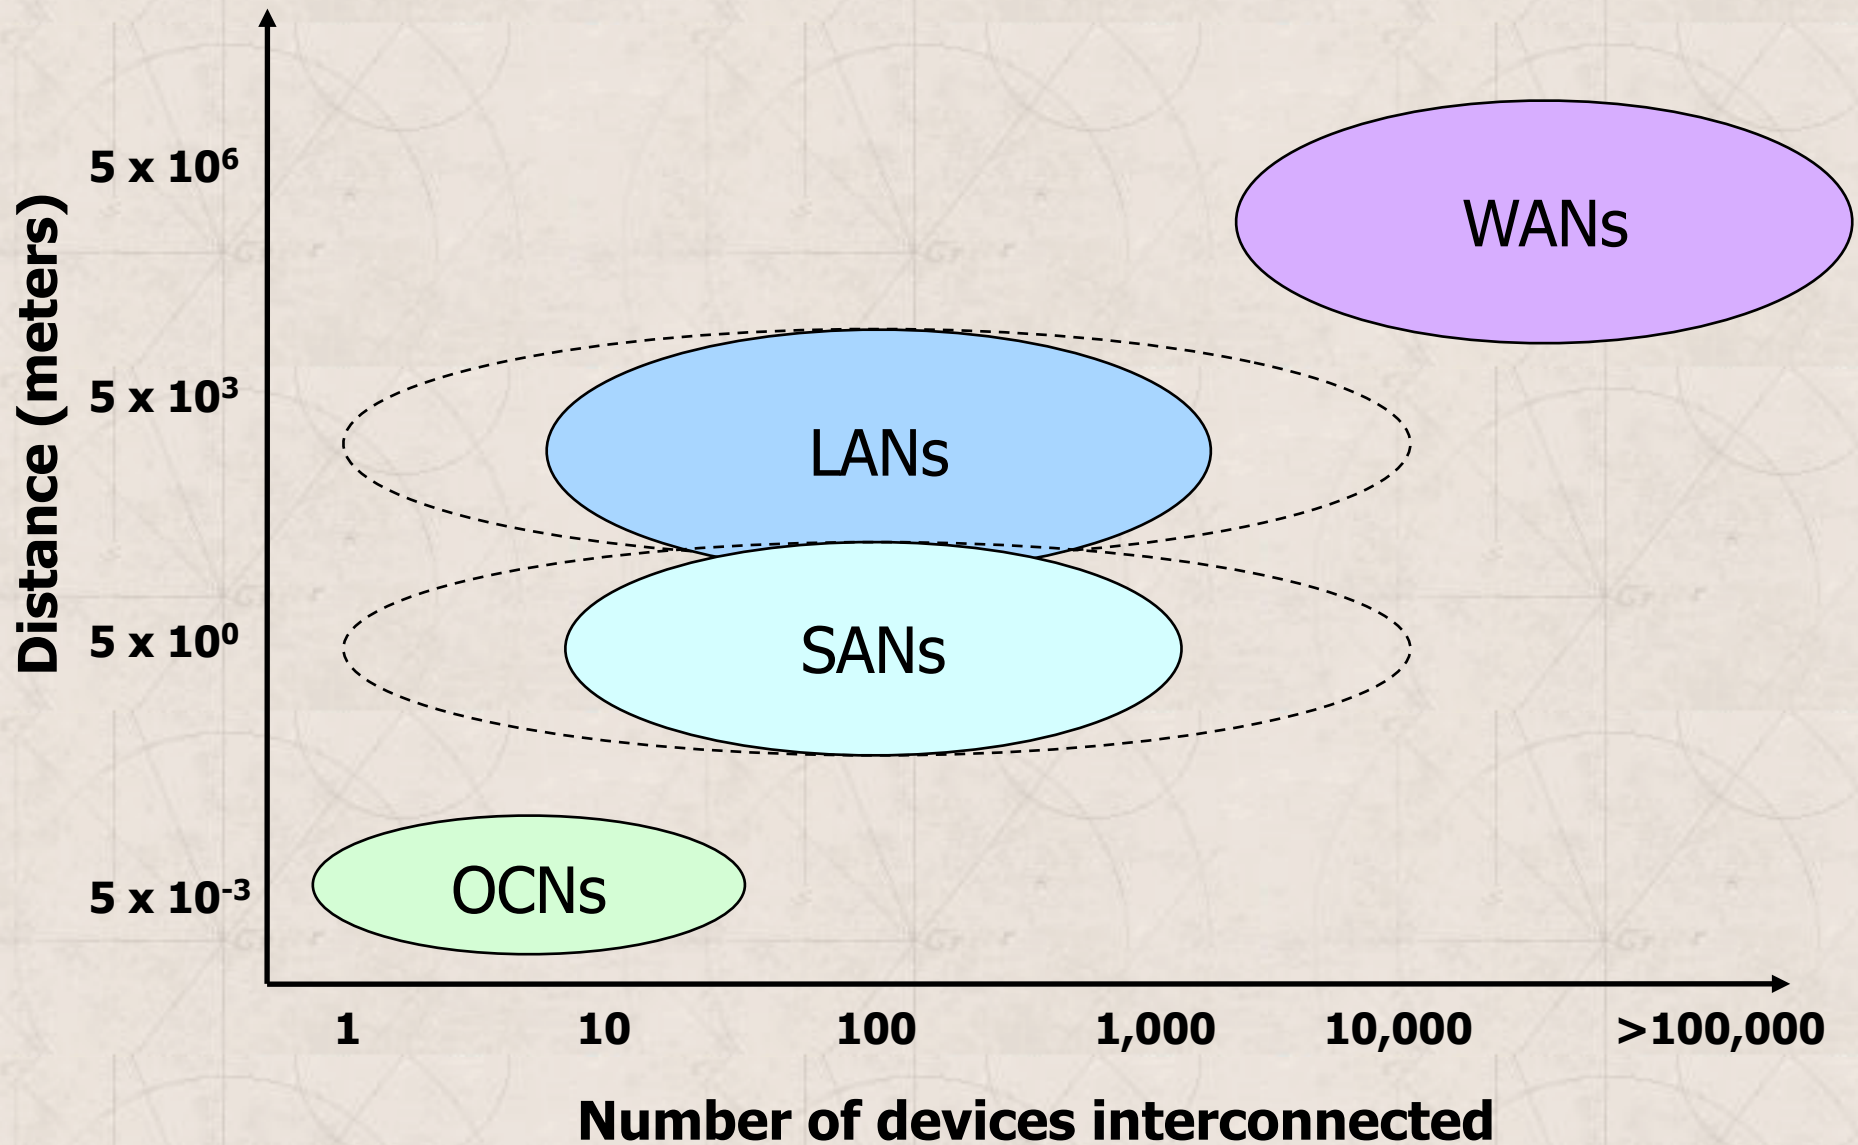 Distance (meters)
5 x 10⁶
5 x 10³
5 x 10⁰
5 x 10⁻³
WANs
LANs
SANs
OCNs
1 10 100 1,000 10,000 >100,000
Number of devices interconnected